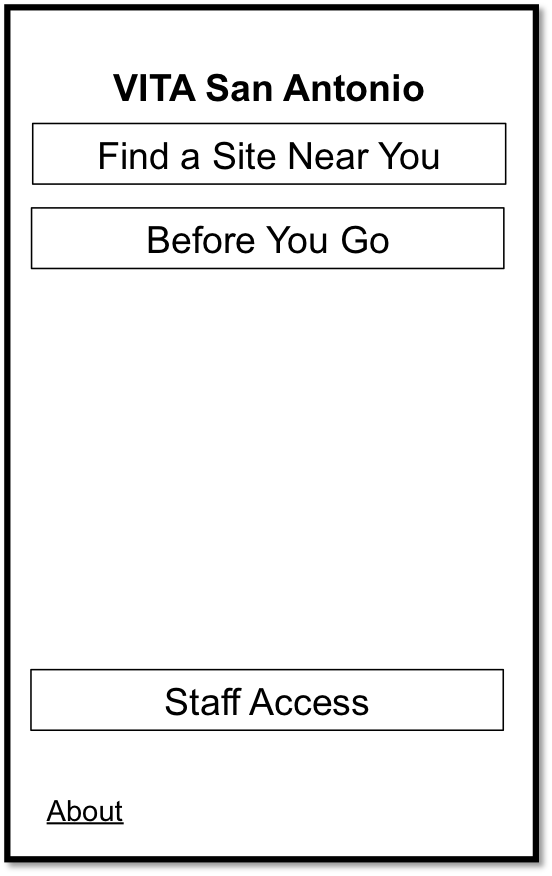 VITA San Antonio
Find a Site Near You
Before You Go
Staff Access
About